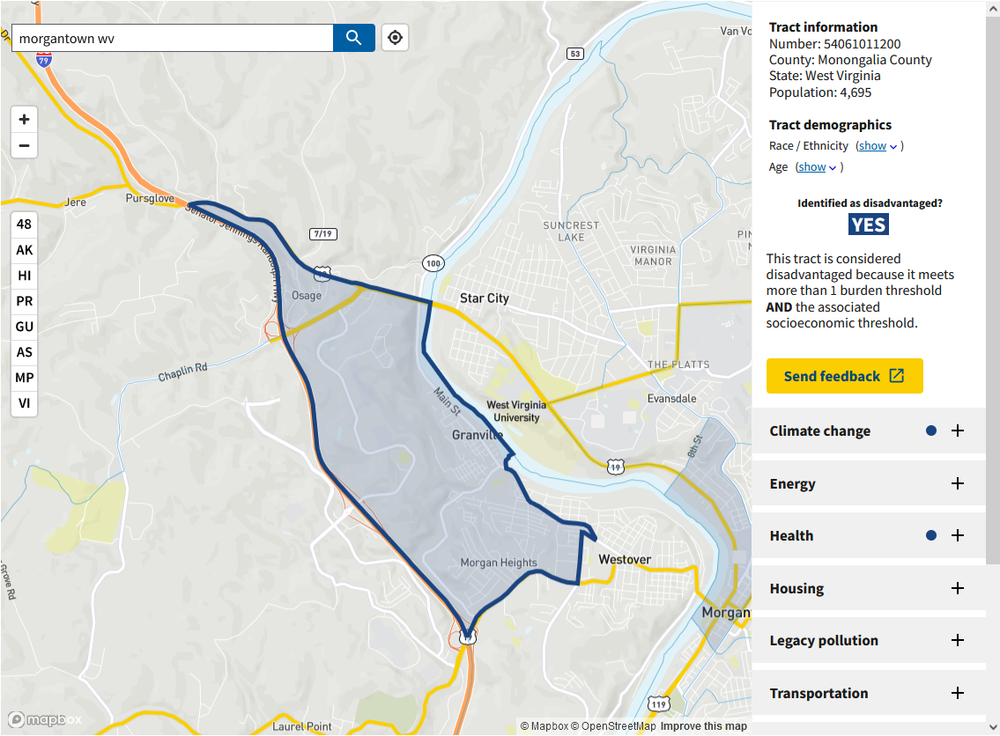 morgantown wv
79
53
Van Vo
+
−
Jere
Pursglove
Senator Jennings Randolph Hwy
7/19
SUNCREST
LAKE
VIRGINIA
MANOR
PIN
N
48
AK
HI
PR
GU
AS
MP
VI
100
Osage
Star City
Chaplin Rd
THE FLATTS
Main St
West Virginia
University
Evansdale
Granville
8th St
19
Morgan Heights
Westover
Grove Rd
Morgan
119
Laurel Point
mapbox
© Mapbox © OpenStreetMap Improve this map
Tract information
Number: 54061011200
County: Monongalia County
State: West Virginia
Population: 4,695
Tract demographics
Race / Ethnicity (show )
Age (show )
Identified as disadvantaged?
YES
This tract is considered
disadvantaged because it meets
more than 1 burden threshold
AND the associated
socioeconomic threshold.
Send feedback
Climate change +
Energy +
Health +
Housing +
Legacy pollution +
Transportation +